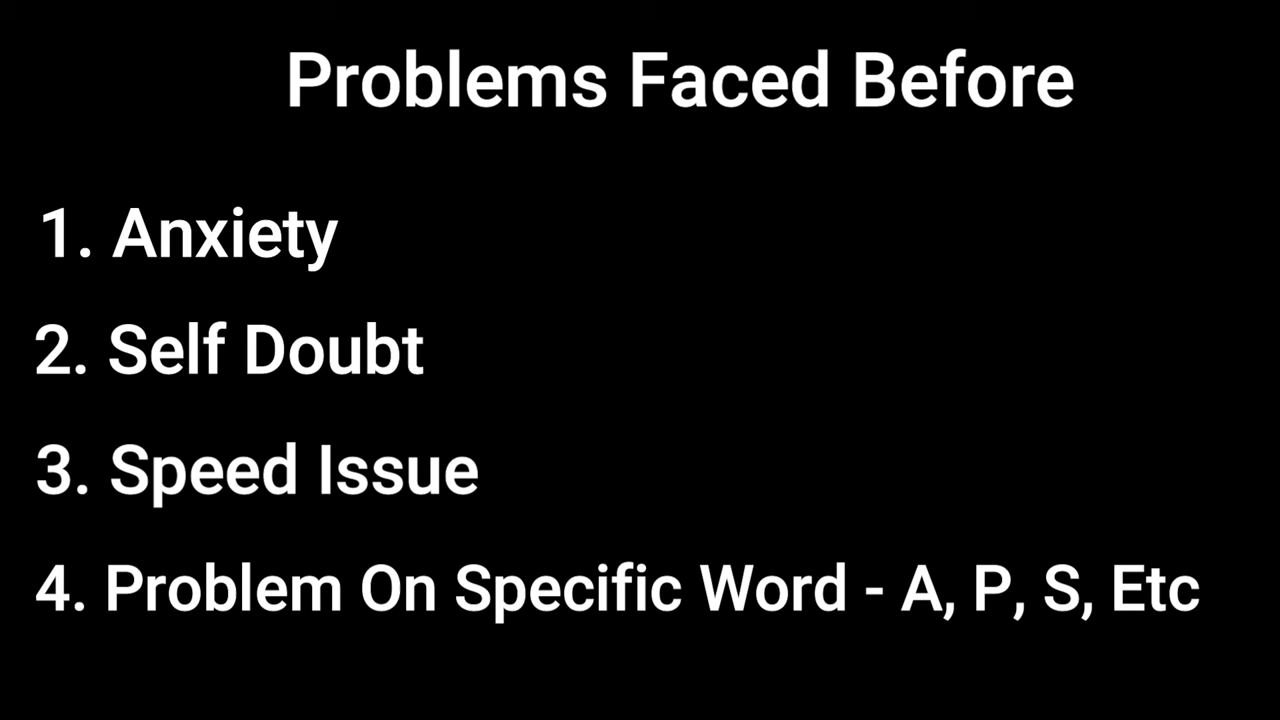 Problems Faced Before
1. Anxiety
2. Self Doubt
3. Speed Issue
4. Problem On Specific Word - A, P, S, Etc